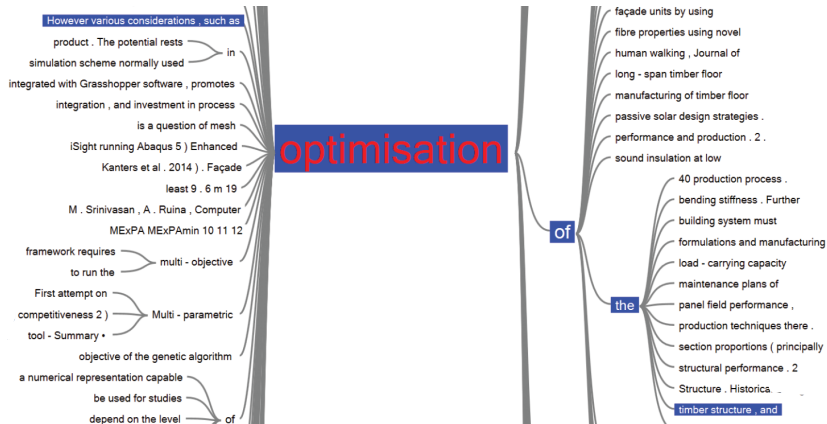 However various considerations , such as
product . The potential rests
in
simulation scheme normally used
integrated with Grasshopper software , promotes
integration , and investment in process
is a question of mesh
iSight running Abaqus 5 ) Enhanced
Kanters et al . 2014 ) . Façade
least 9 . 6 m 19
M . Srinivasan , A . Ruina , Computer
MExPA MExPAmin 10 11 12
framework requires
multi - objective
to run the
First attempt on
competitiveness 2 )
Multi - parametric
tool - Summary •
objective of the genetic algorithm
a numerical representation capable
be used for studies
depend on the level
of
optimisation
of
façade units by using
fibre properties using novel
human walking , Journal of
long - span timber floor
manufacturing of timber floor
passive solar design strategies .
performance and production . 2 .
sound insulation at low
the
40 production process .
bending stiffness . Further
building system must
formulations and manufacturing
load - carrying capacity
maintenance plans of
panel field performance ,
production techniques there .
section proportions ( principally
structural performance . 2
Structure . Historica
timber structure , and